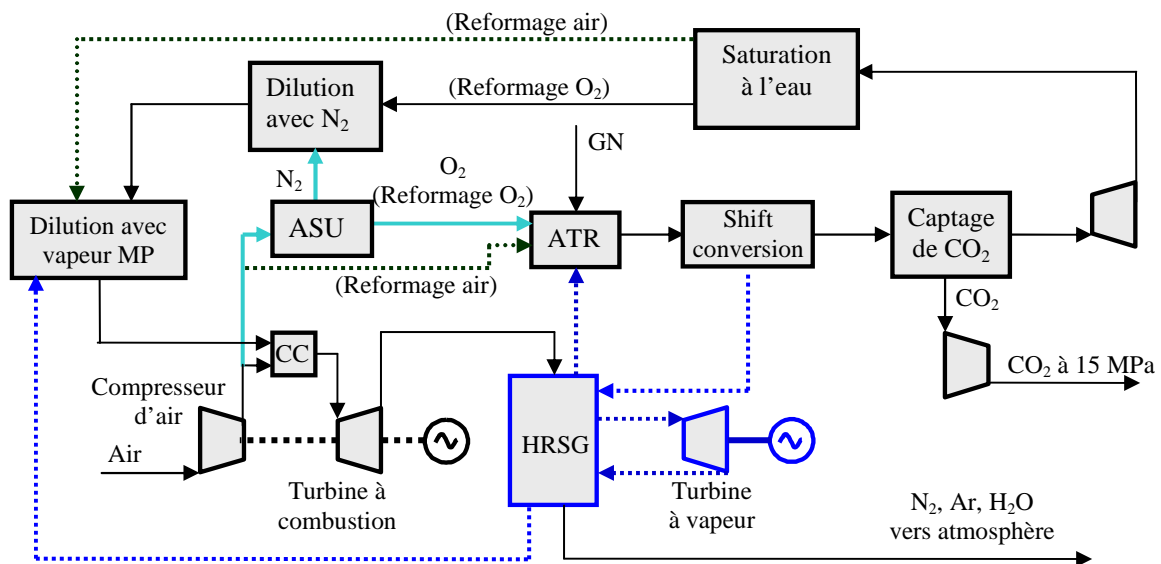 (Reformage air)
Saturation
à l'eau
Dilution
avec N₂
(Reformage O₂)
GN
N₂
O₂
(Reformage O₂)
Dilution avec
vapeur MP
ASU
ATR
Shift
conversion
Captage
de CO₂
(Reformage air)
CO₂
CC
CO₂ à 15 MPa
Compresseur
d'air
HRSG
Air
Turbine à
combustion
Turbine
à vapeur
N₂, Ar, H₂O
vers atmosphère